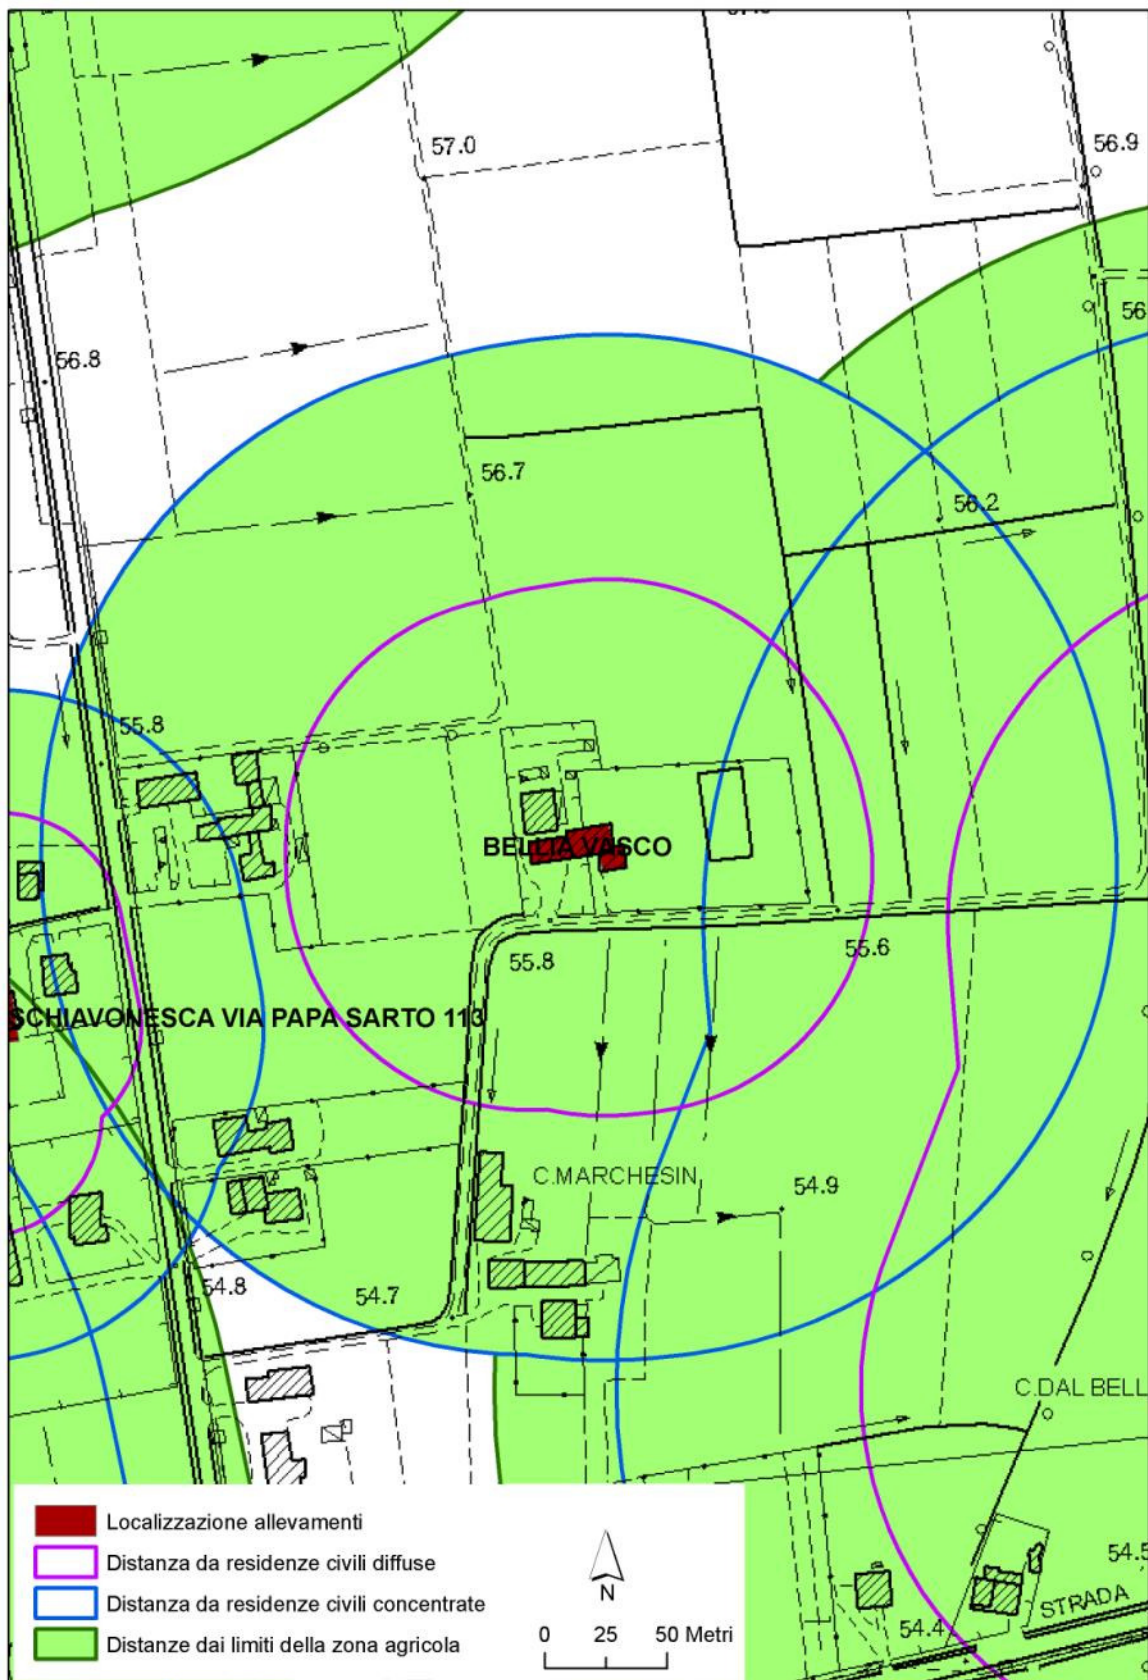 57.0
56.9
56.8
56
56.7
56.2
55.8
BELLIA VASCO
55.8
55.6
SCHIAVONESCA VIA PAPA SARTO 113
C.MARCHESIN
54.9
54.8
54.7
C.DAL BELL
Localizzazione allevamenti
Distanza da residenze civili diffuse
Distanza da residenze civili concentrate
Distanze dai limiti della zona agricola
N
0 25 50 Metri
54.5
STRADA
54.4